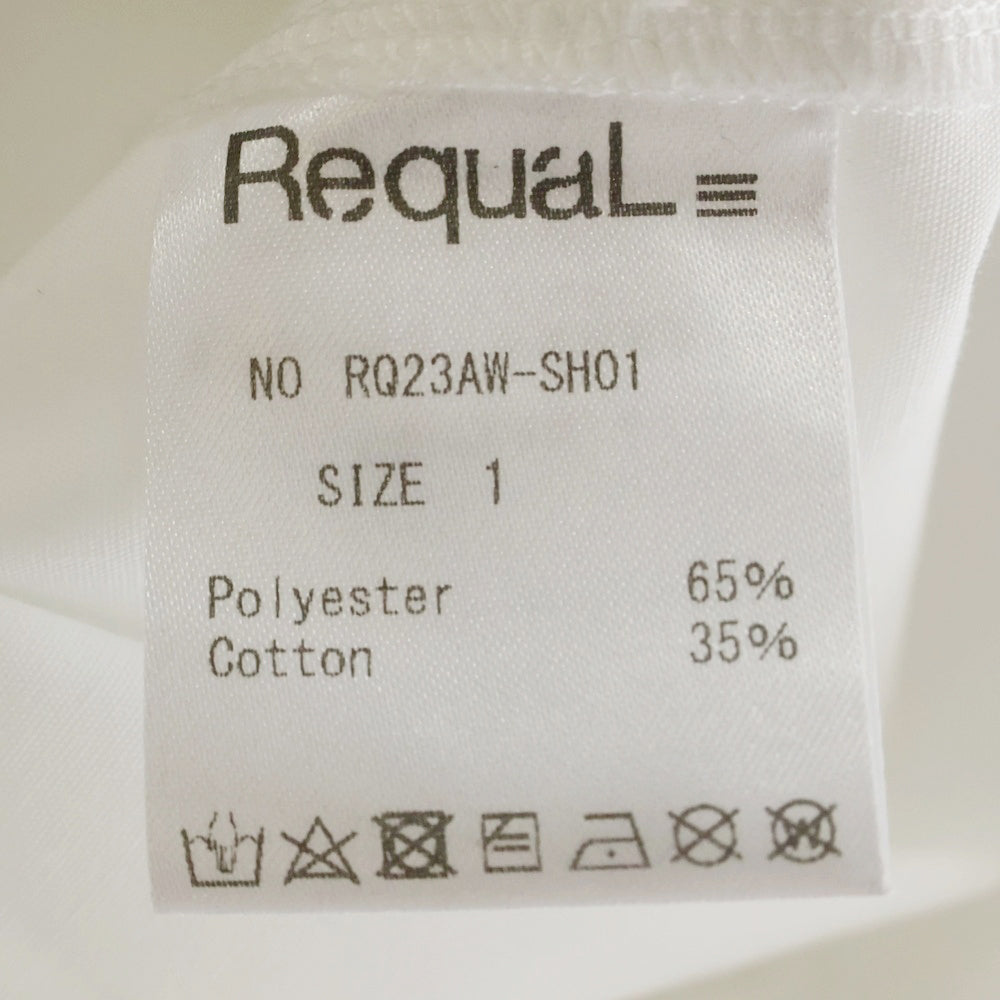 RequaL≡
NO RQ23AW-SH01
SIZE 1
Polyester 65%
Cotton 35%
W